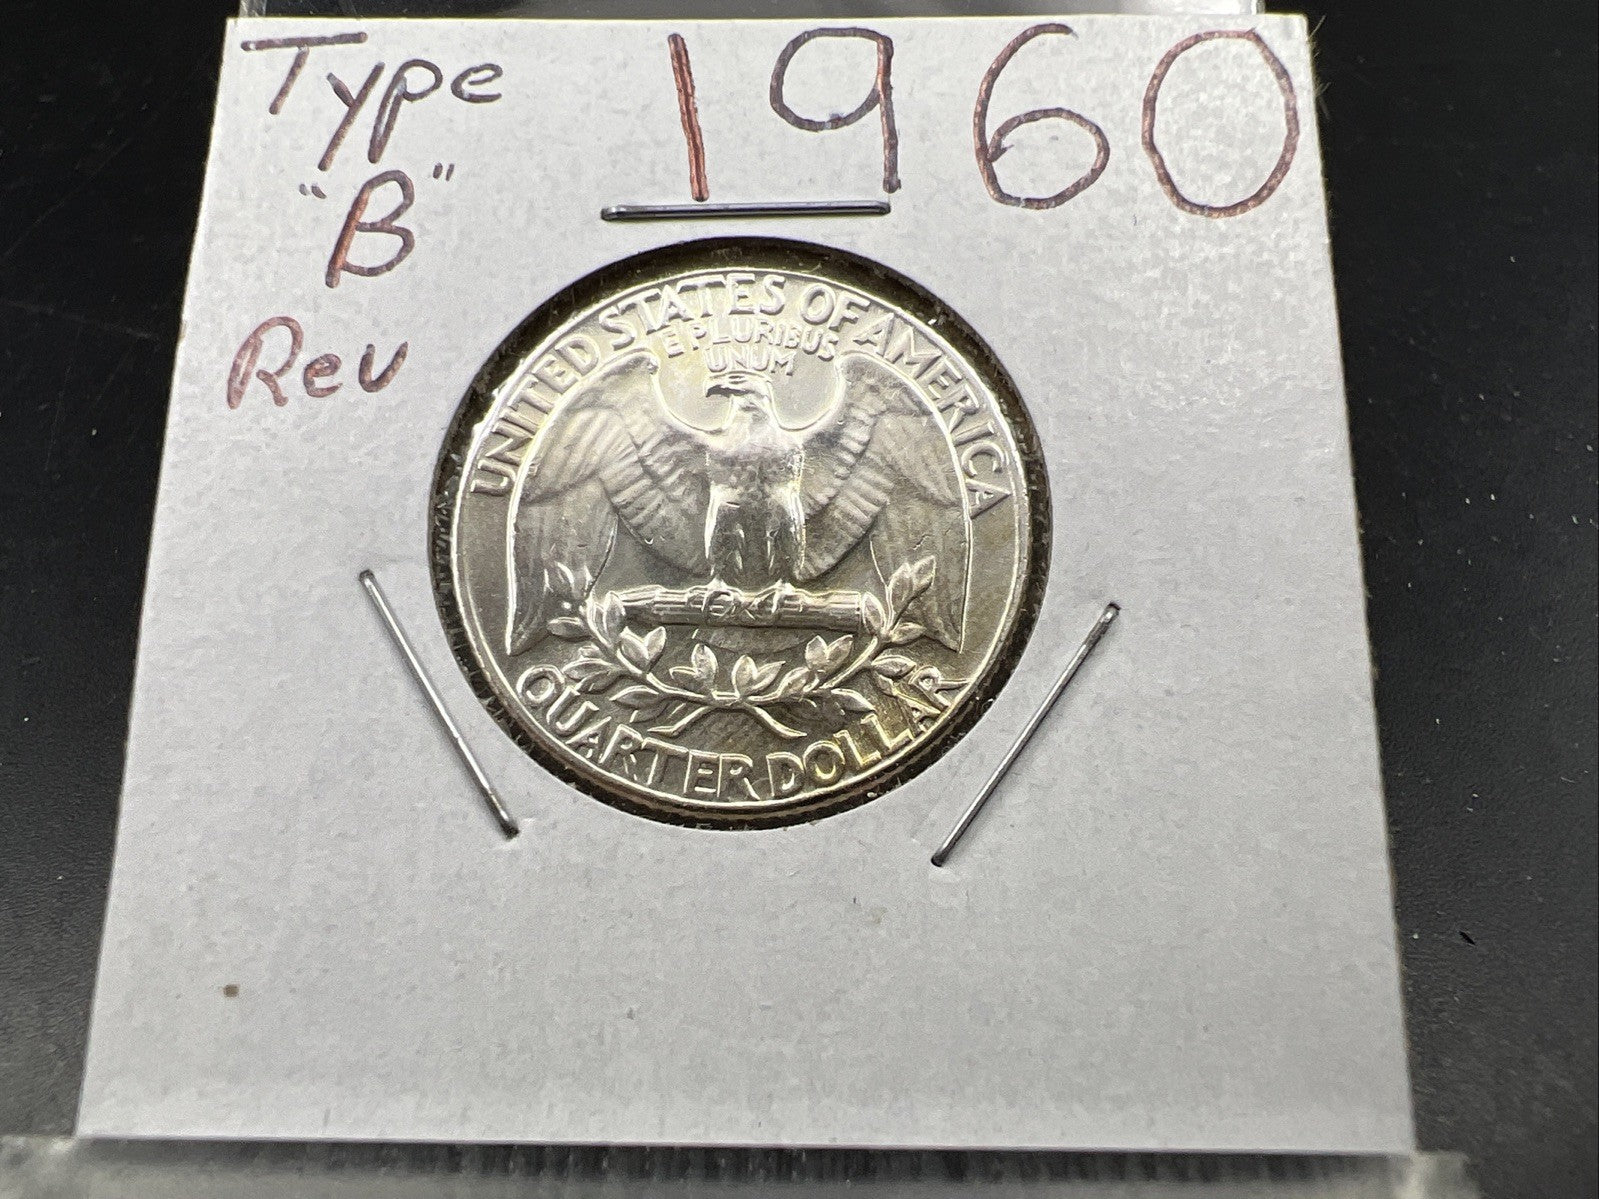 Type 1960
"B"
Rev
UNITED STATES OF AMERICA
E PLURIBUS
UNUM
QUARTER DOLLAR